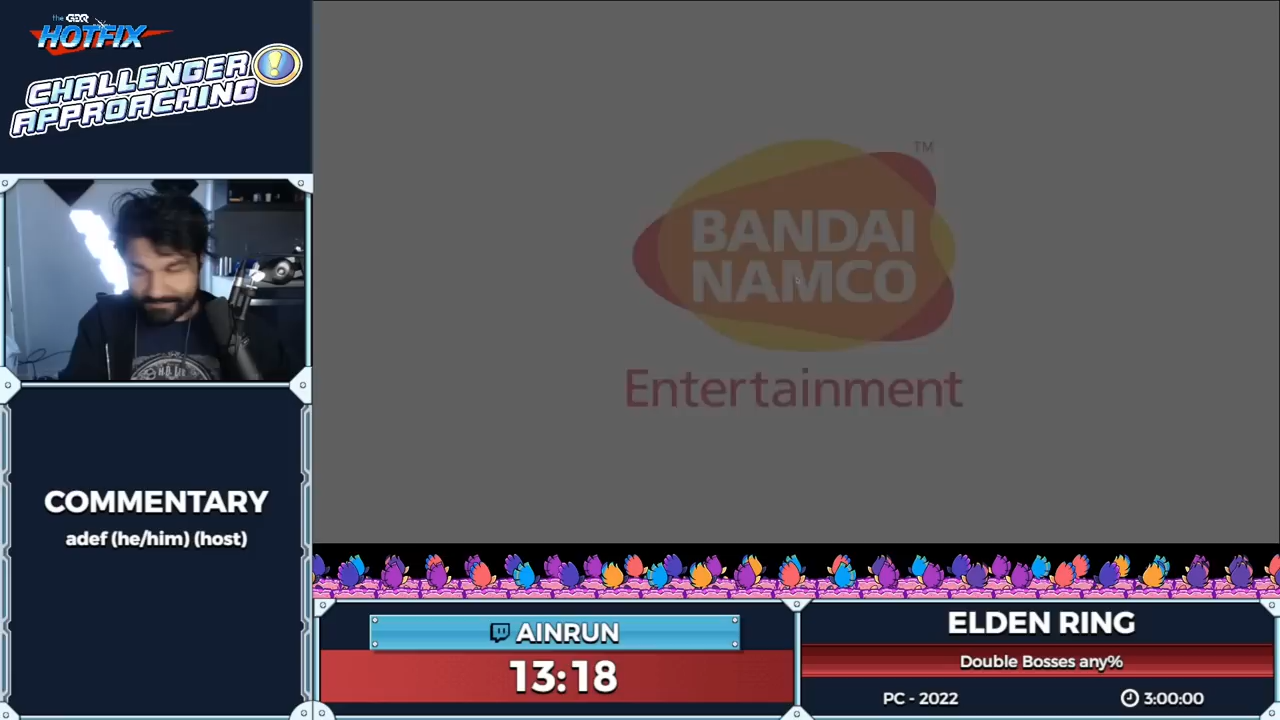 the GDQ
HOTFIX
CHALLENGER
APPROACHING
TM
BANDAI
NAMCO
Entertainment
COMMENTARY
adef (he/him) (host)
AINRUN
13:18
ELDEN RING
Double Bosses any%
PC - 2022
3:00:00